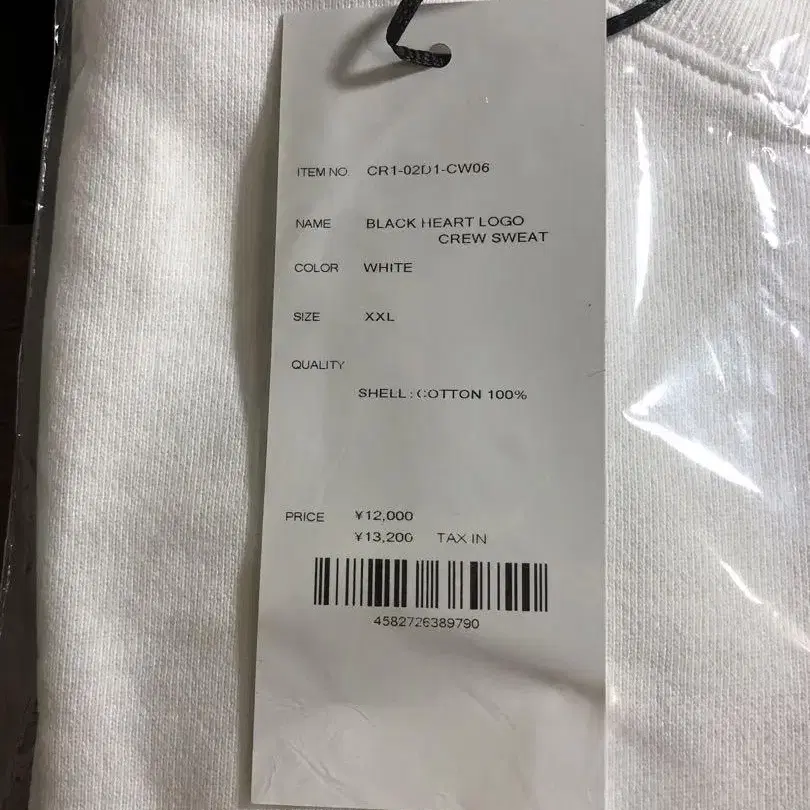 ITEM NO CR1-02D1-CW06
NAME BLACK HEART LOGO
CREW SWEAT
COLOR WHITE
SIZE XXL
QUALITY
SHELL : COTTON 100%
PRICE ¥12,000
¥13,200 TAX IN
4582726389790